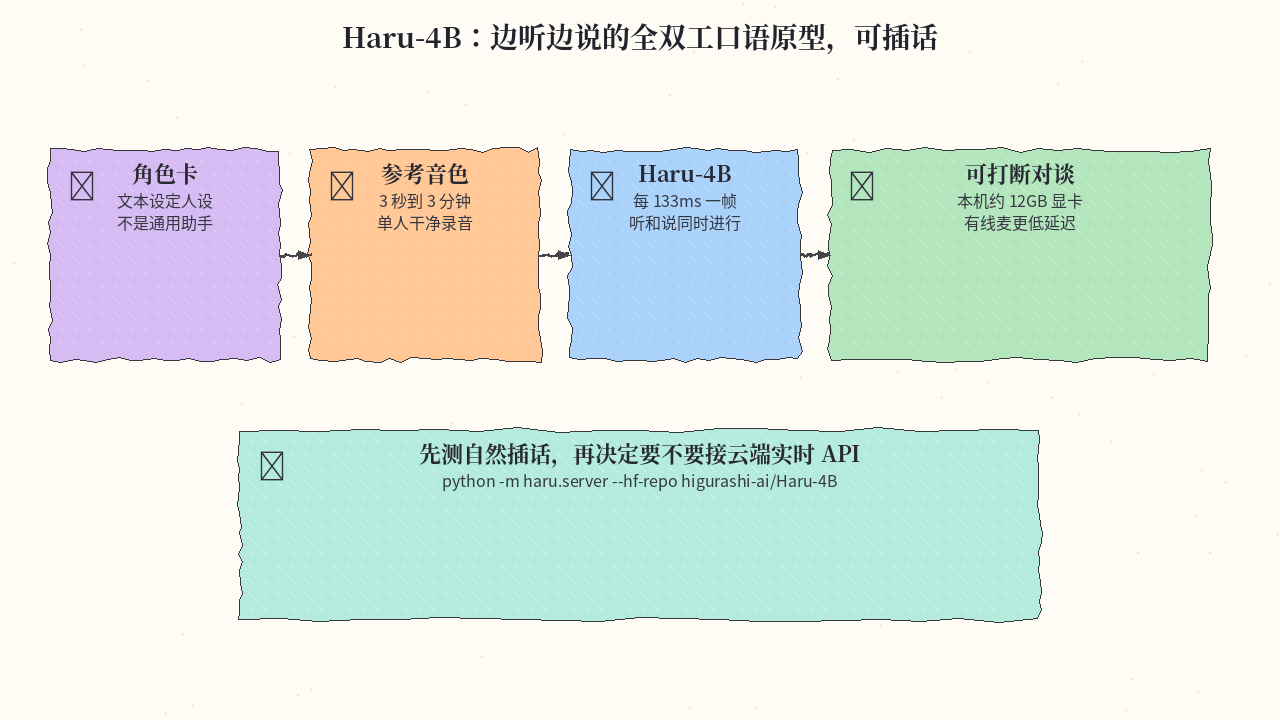 Haru-4B：边听边说的全双工口语原型，可插话
角色卡
文本设定人设
不是通用助手
参考音色
3 秒到 3 分钟
单人干净录音
Haru-4B
每 133ms 一帧
听和说同时进行
可打断对谈
本机约 12GB 显卡
有线麦更低延迟
先测自然插话，再决定要不要接云端实时 API
python -m haru.server --hf-repo higurashi-ai/Haru-4B